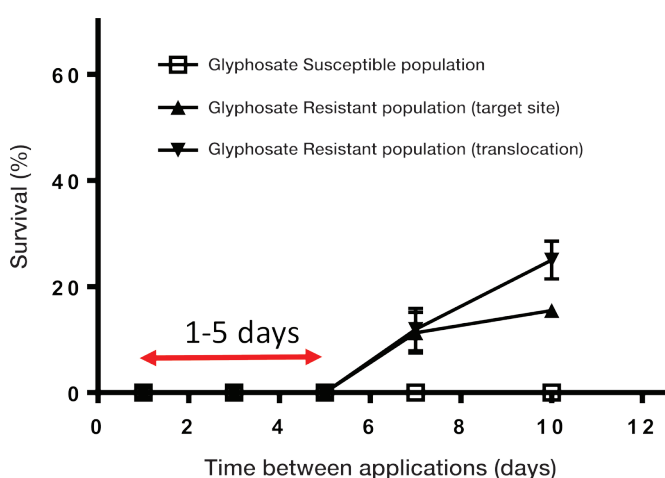 Glyphosate Susceptible population
Glyphosate Resistant population (target site)
Glyphosate Resistant population (translocation)
Survival (%)
60
40
20
0
1-5 days
0 2 4 6 8 10 12
Time between applications (days)